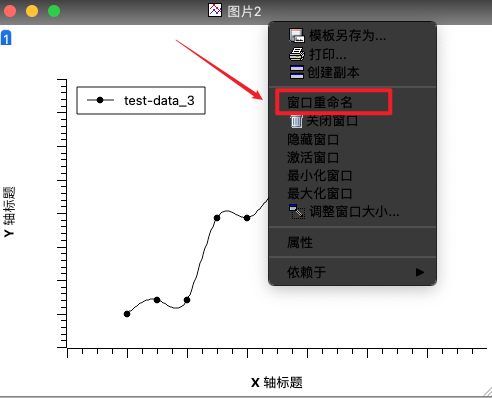 图片2
1
test-data_3
Y 轴标题
X 轴标题
模板另存为...
打印...
创建副本
窗口重命名
关闭窗口
隐藏窗口
激活窗口
最小化窗口
最大化窗口
调整窗口大小...
属性
依赖于